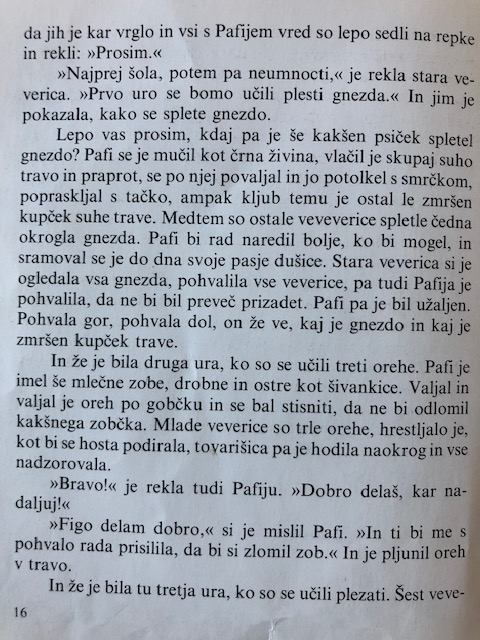 da jih je kar vrglo in vsi s Pafijem vred so lepo sedli na repke
in rekli: »Prosim.«
»Najprej šola, potem pa neumnocti,« je rekla stara ve-
verica. »Prvo uro se bomo učili plesti gnezda.« In jim je
pokazala, kako se splete gnezdo.
Lepo vas prosim, kdaj pa je še kakšen psiček spletel
gnezdo? Pafi se je mučil kot črna živina, vlačil je skupaj suho
travo in praprot, se po njej povaljal in jo potolkel s smrčkom,
popraskljal s tačko, ampak kljub temu je ostal le zmršen
kupček suhe trave. Medtem so ostale veveverice spletle čedna
okrogla gnezda. Pafi bi rad naredil bolje, ko bi mogel, in
sramoval se je do dna svoje pasje dušice. Stara veverica si je
ogledala vsa gnezda, pohvalila vse veverice, pa tudi Pafija je
pohvalila, da ne bi bil preveč prizadet. Pafi pa je bil užaljen.
Pohvala gor, pohvala dol, on že ve, kaj je gnezdo in kaj je
zmršen kupček trave.
In že je bila druga ura, ko so se učili treti orehe. Pafi je
imel še mlečne zobe, drobne in ostre kot šivankice. Valjal in
valjal je oreh po gobčku in se bal stisniti, da ne bi odlomil
kakšnega zobčka. Mlade veverice so trle orehe, hrestljalo je,
kot bi se hosta podirala, tovarišica pa je hodila naokrog in vse
nadzorovala.
»Bravo!« je rekla tudi Pafiju. »Dobro delaš, kar na-
daljuj!«
»Figo delam dobro,« si je mislil Pafi. »In ti bi me s
pohvalo rada prisilila, da bi si zlomil zob.« In je pljunil oreh
v travo.
In že je bila tu tretja ura, ko so se učili plezati. Šest veve-
16